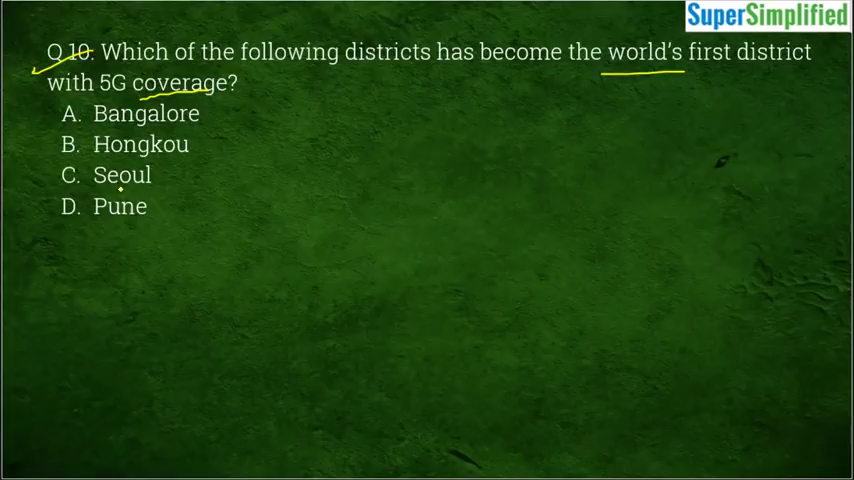 SuperSimplified
Q 10: Which of the following districts has become the world's first district
with 5G coverage?
A. Bangalore
B. Hongkou
C. Seoul
D. Pune